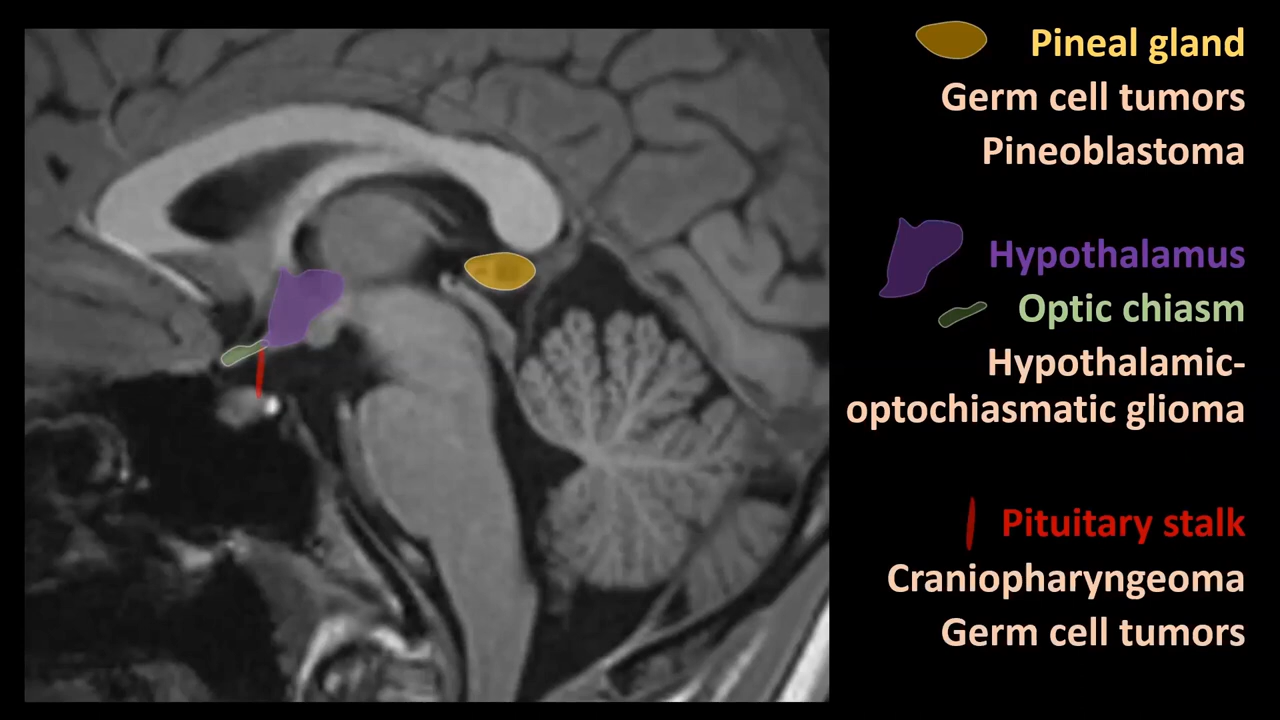 Pineal gland
Germ cell tumors
Pineoblastoma
Hypothalamus
Optic chiasm
Hypothalamic-
optochiasmatic glioma
Pituitary stalk
Craniopharyngeoma
Germ cell tumors